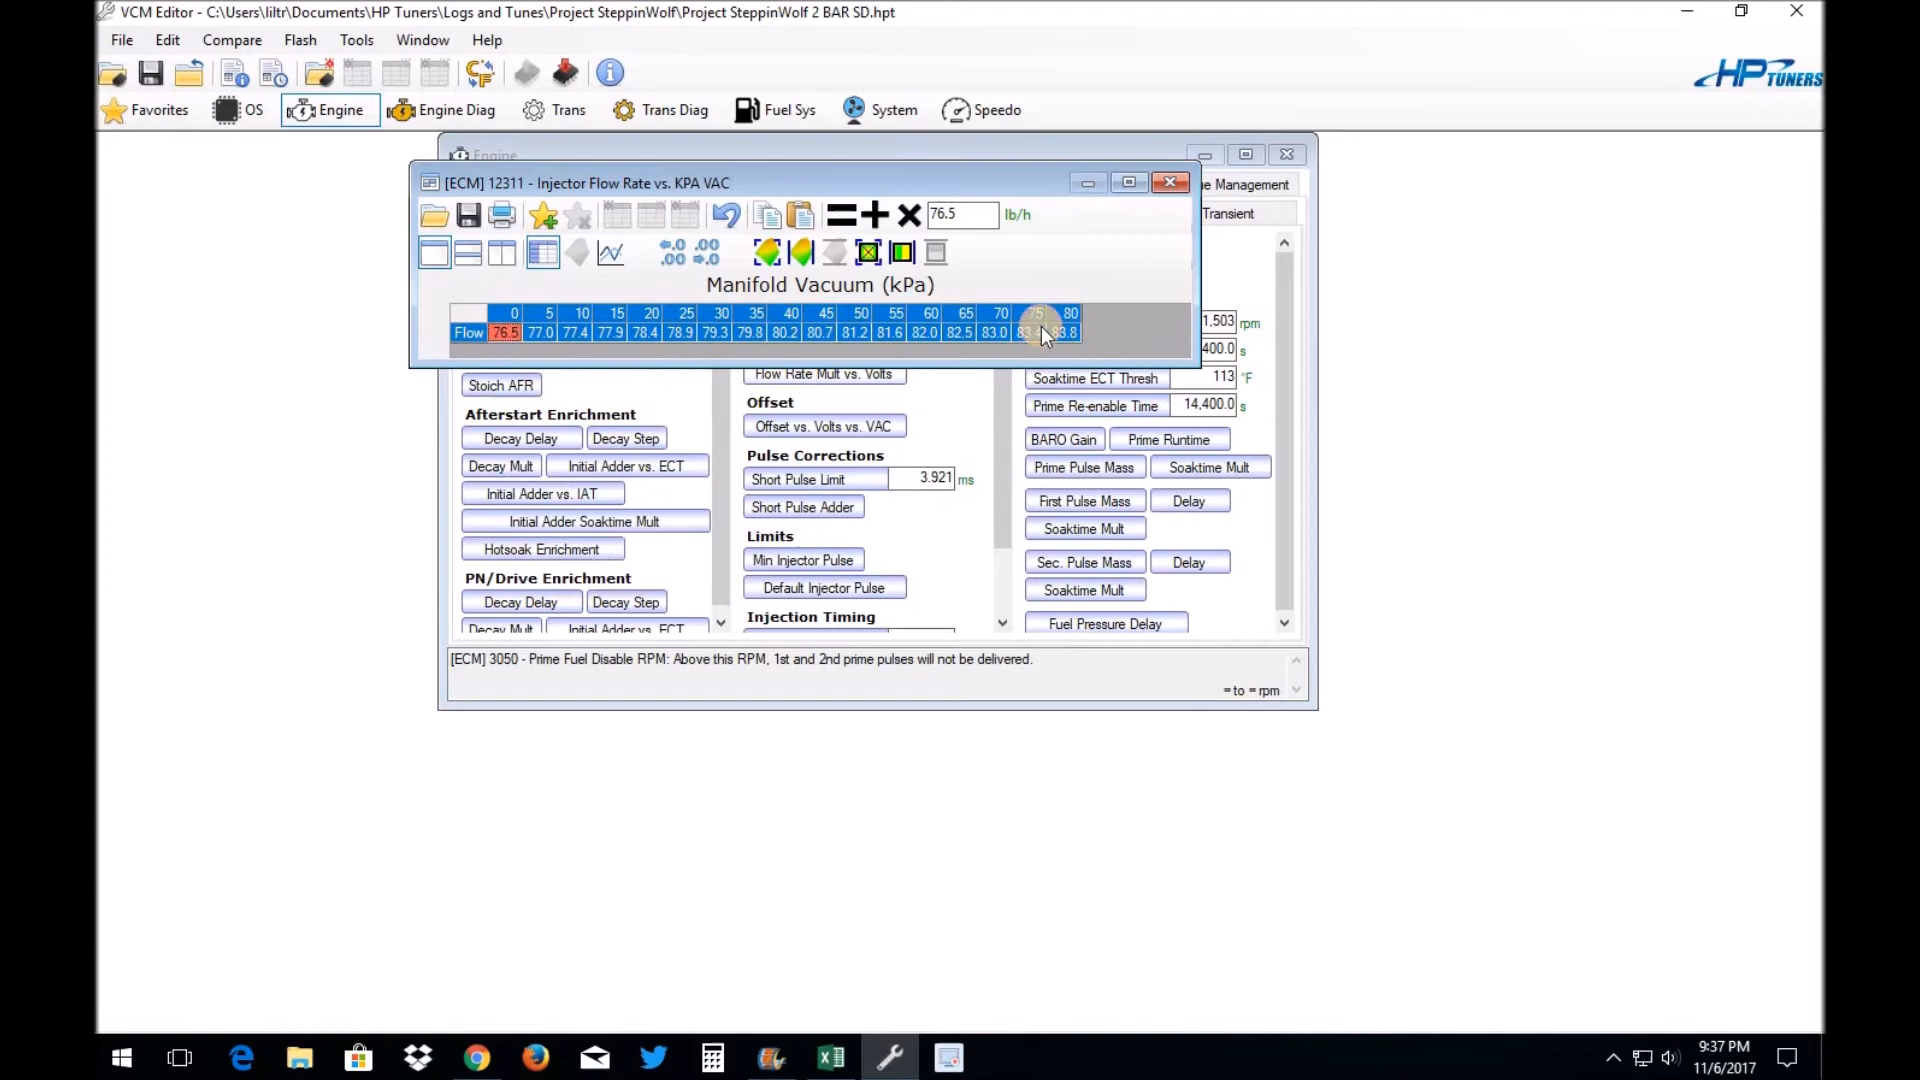 VCM Editor - C:\Users\liltr\Documents\HP Tuners\Logs and Tunes\Project SteppinWolf\Project SteppinWolf 2 BAR SD.hpt
File Edit Compare Flash Tools Window Help
HP TUNERS
Favorites OS Engine Engine Diag Trans Trans Diag Fuel Sys System Speedo
Engine
[ECM] 12311 - Injector Flow Rate vs. KPA VAC
Management
76.5 lb/h
Transient
←.0 .00
.00 →.0
Manifold Vacuum (kPa)
0 5 10 15 20 25 30 35 40 45 50 55 60 65 70 75 80
Flow 76.5 77.0 77.4 77.9 78.4 78.9 79.3 79.8 80.2 80.7 81.2 81.6 82.0 82.5 83.0 83.8
1,503 rpm
400.0 s
Stoich AFR
Afterstart Enrichment
Decay Delay Decay Step
Decay Mult Initial Adder vs. ECT
Initial Adder vs. IAT
Initial Adder Soaktime Mult
Hotsoak Enrichment
PN/Drive Enrichment
Decay Delay Decay Step
Decay Mult Initial Adder vs. ECT
Flow Rate Mult vs. Volts
Offset
Offset vs. Volts vs. VAC
Pulse Corrections
Short Pulse Limit 3.921 ms
Short Pulse Adder
Limits
Min Injector Pulse
Default Injector Pulse
Injection Timing
Soaktime ECT Thresh 113 °F
Prime Re-enable Time 14,400.0 s
BARO Gain Prime Runtime
Prime Pulse Mass Soaktime Mult
First Pulse Mass Delay
Soaktime Mult
Sec. Pulse Mass Delay
Soaktime Mult
Fuel Pressure Delay
[ECM] 3050 - Prime Fuel Disable RPM: Above this RPM, 1st and 2nd prime pulses will not be delivered.
∞ to ∞ rpm
9:37 PM
11/6/2017